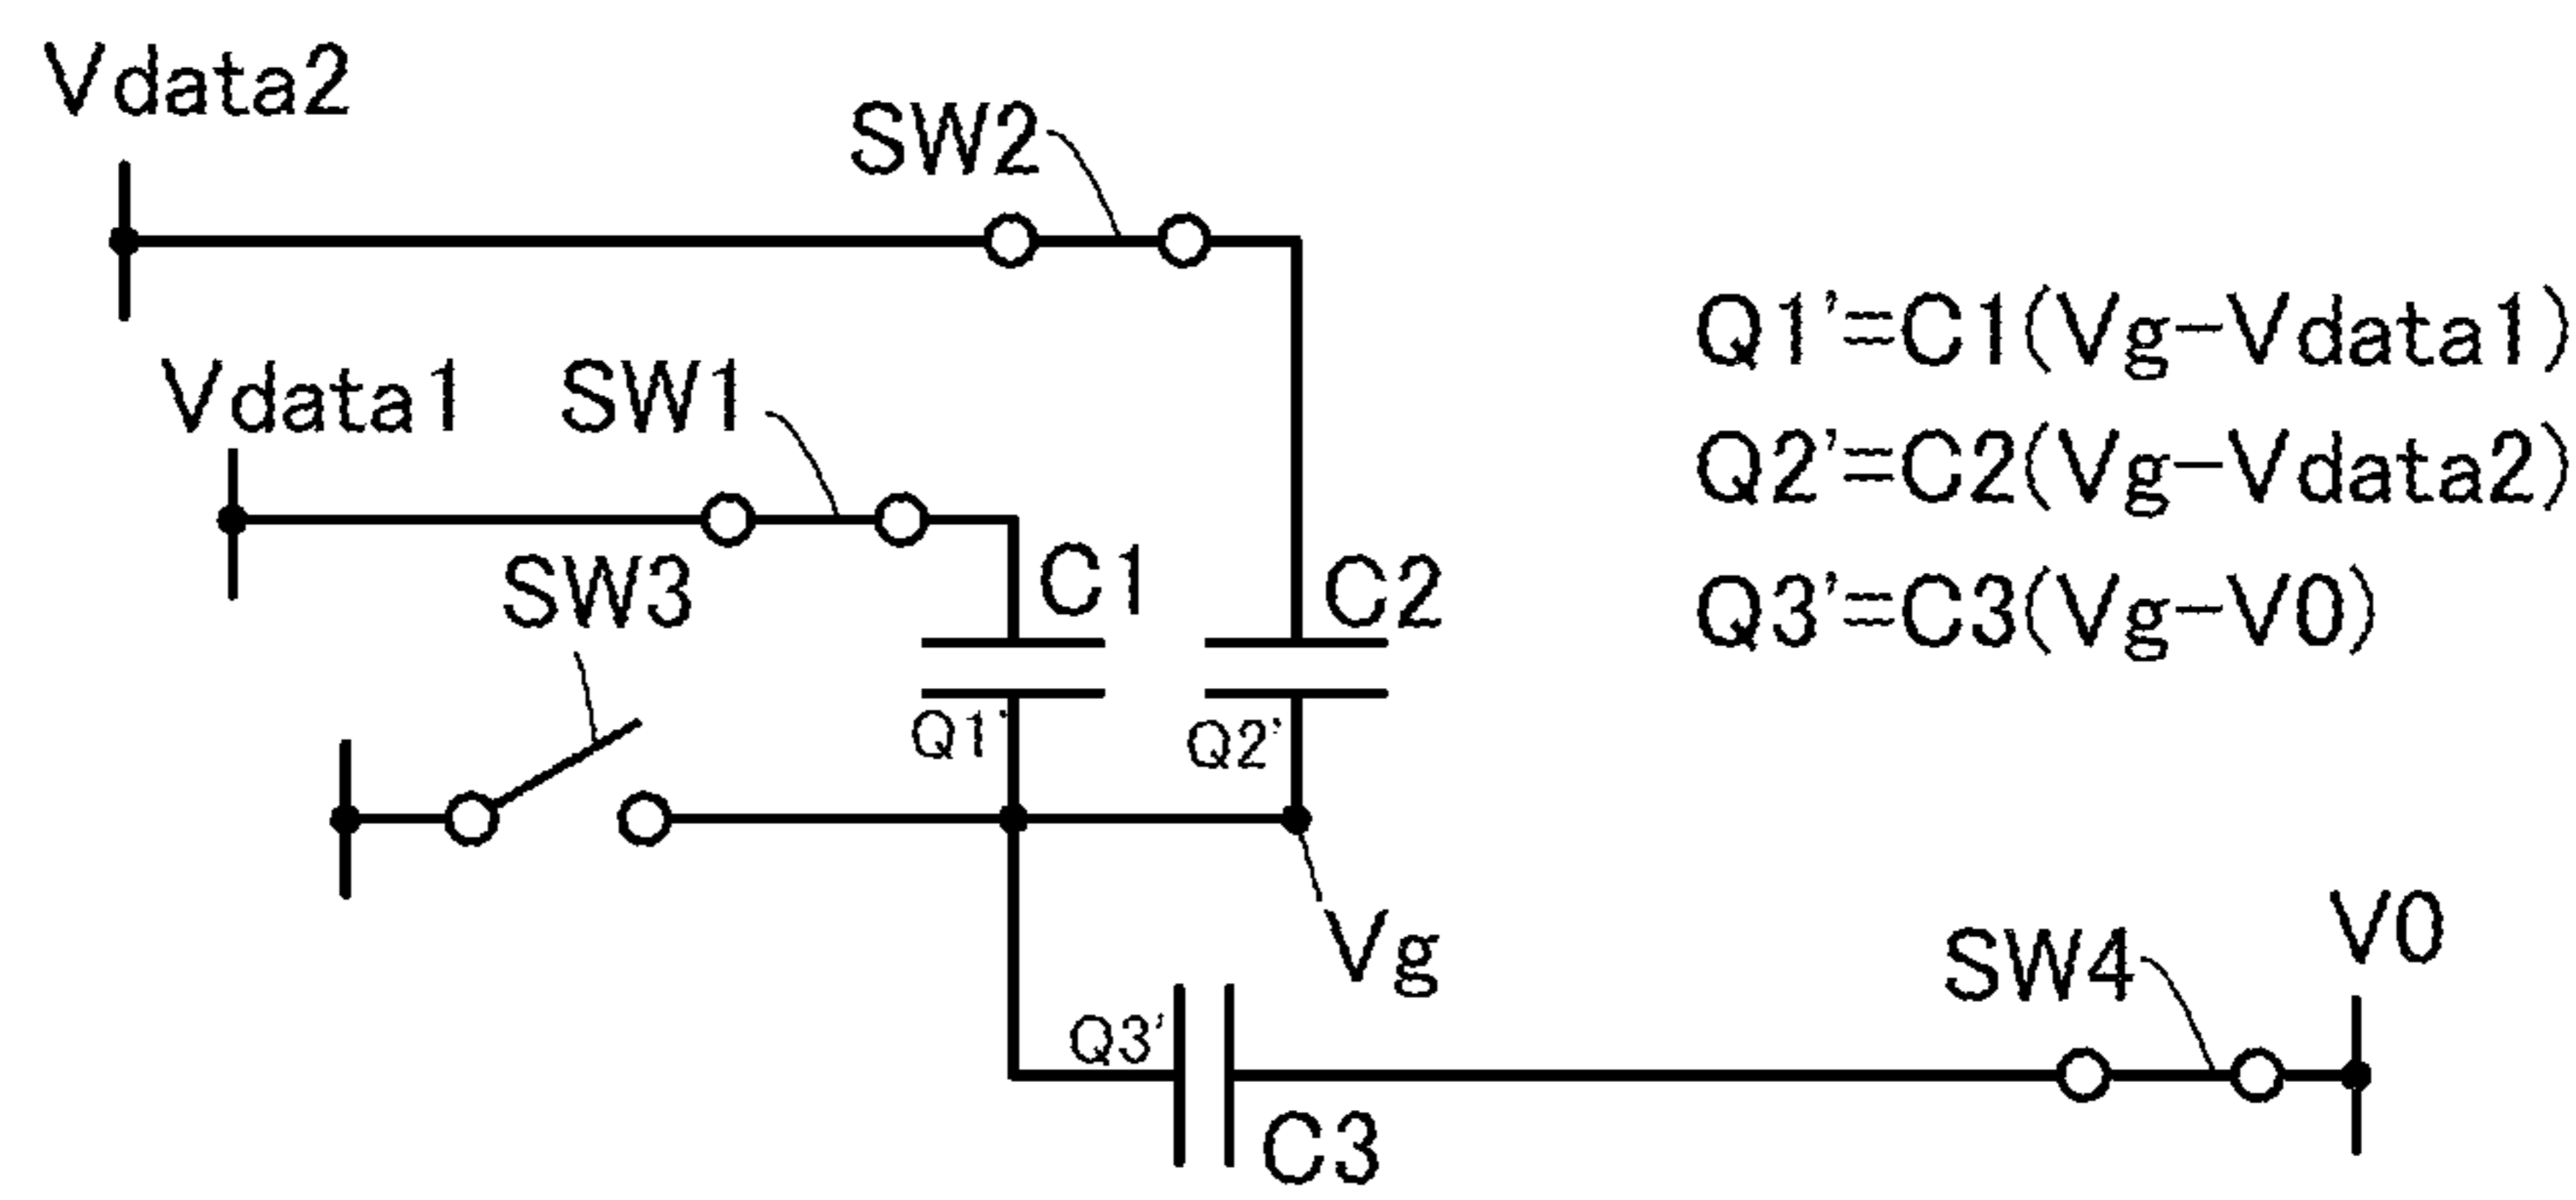 Vdata2
SW2
Vdata1
SW1
Q1'=C1(Vg-Vdata1)
Q2'=C2(Vg-Vdata2)
Q3'=C3(Vg-V0)
SW3
C1
C2
Q1'
Q2'
Vg
Q3'
C3
SW4
V0